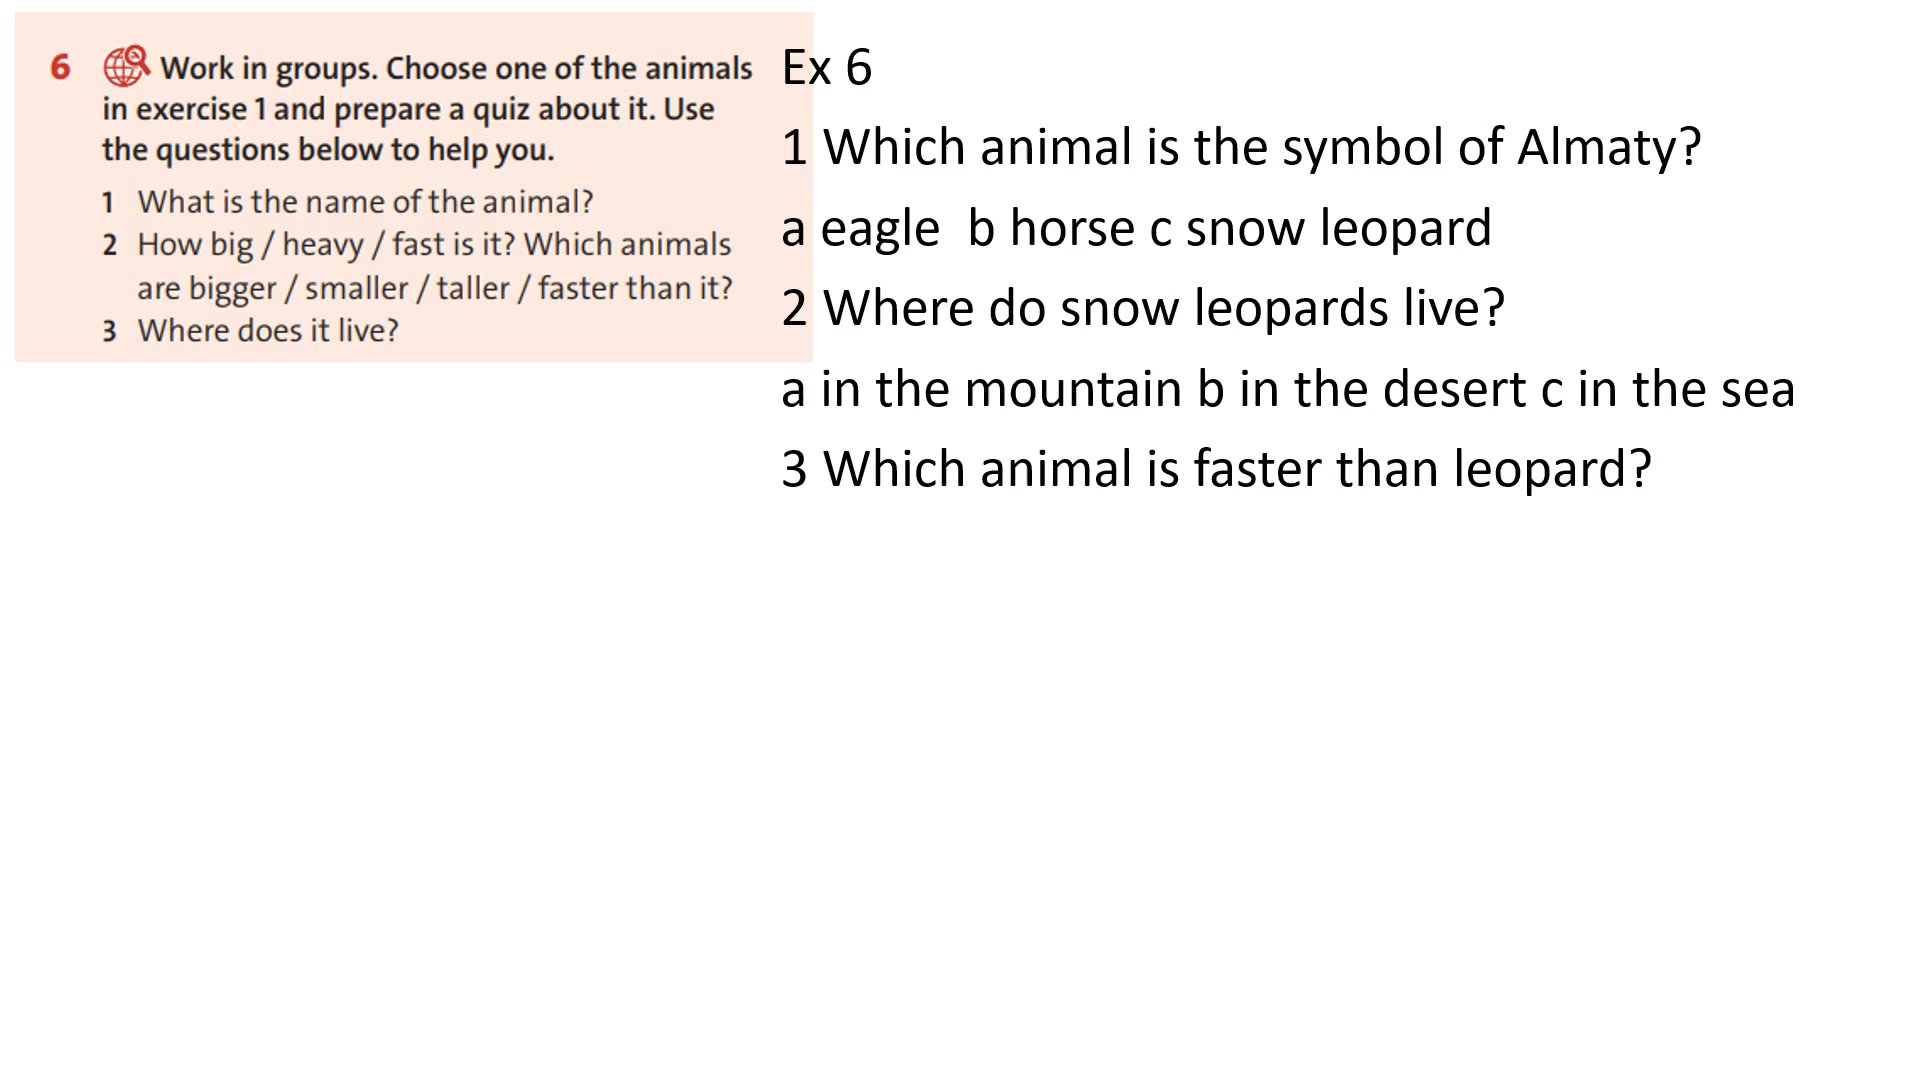 6 Work in groups. Choose one of the animals
in exercise 1 and prepare a quiz about it. Use
the questions below to help you.
1 What is the name of the animal?
2 How big / heavy / fast is it? Which animals
are bigger / smaller / taller / faster than it?
3 Where does it live?
Ex 6
1 Which animal is the symbol of Almaty?
a eagle  b horse c snow leopard
2 Where do snow leopards live?
a in the mountain b in the desert c in the sea
3 Which animal is faster than leopard?